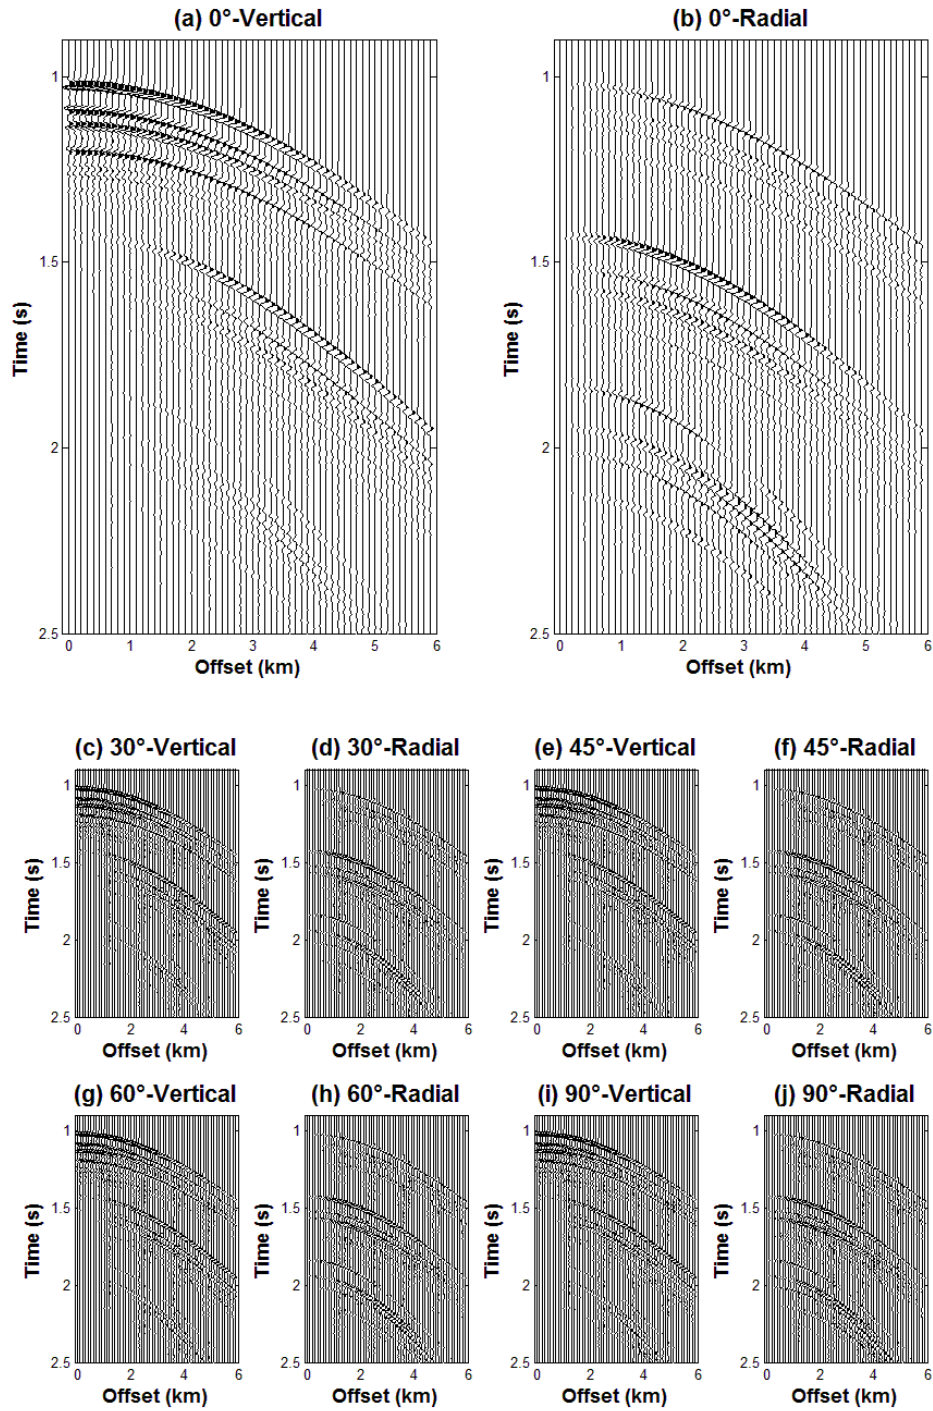 (a) 0°-Vertical (b) 0°-Radial
1 1
1.5 1.5
Time (s) Time (s)
2 2
2.5 2.5
0 1 2 3 4 5 6 0 1 2 3 4 5 6
Offset (km) Offset (km)
(c) 30°-Vertical (d) 30°-Radial (e) 45°-Vertical (f) 45°-Radial
1 1 1 1
1.5 1.5 1.5 1.5
Time (s) Time (s) Time (s) Time (s)
2 2 2 2
2.5 2.5 2.5 2.5
0 2 4 6 0 2 4 6 0 2 4 6 0 2 4 6
Offset (km) Offset (km) Offset (km) Offset (km)
(g) 60°-Vertical (h) 60°-Radial (i) 90°-Vertical (j) 90°-Radial
1 1 1 1
1.5 1.5 1.5 1.5
Time (s) Time (s) Time (s) Time (s)
2 2 2 2
2.5 2.5 2.5 2.5
0 2 4 6 0 2 4 6 0 2 4 6 0 2 4 6
Offset (km) Offset (km) Offset (km) Offset (km)